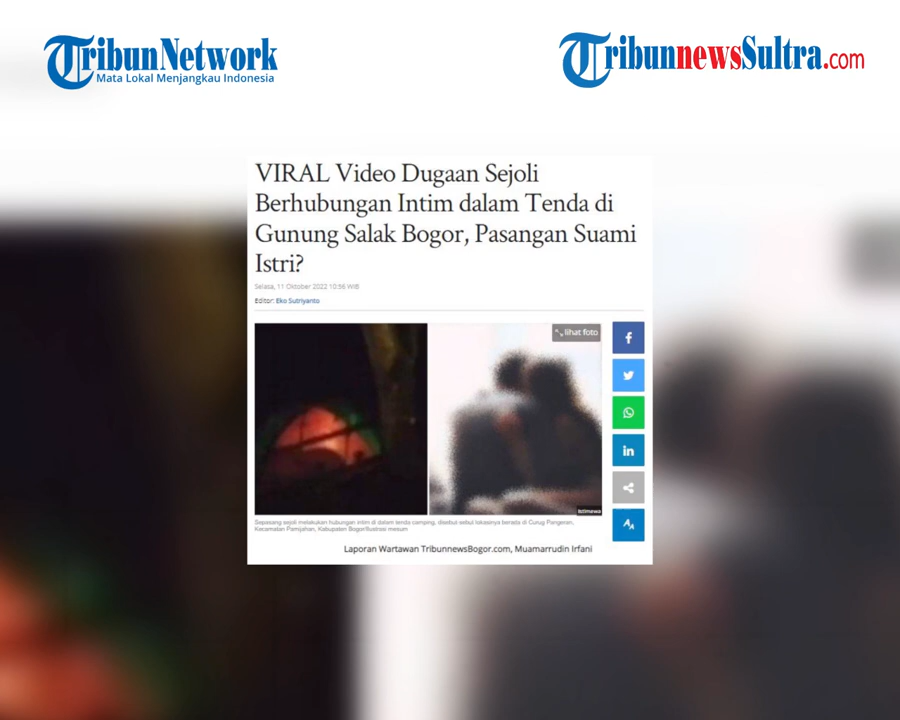 TribunNetwork
Mata Lokal Menjangkau Indonesia
TribunnewsSultra.com
VIRAL Video Dugaan Sejoli
Berhubungan Intim dalam Tenda di
Gunung Salak Bogor, Pasangan Suami
Istri?
Selasa, 11 Oktober 2022 10:56 WIB
Editor: Eko Sutriyanto
lihat foto
Istimewa
Sepasang sejoli melakukan hubungan intim di dalam tenda camping, disebut sebut lokasinya berada di Curug Pangeran,
Kecamatan Pamijahan, Kabupaten Bogor/ilustrasi mesum
Laporan Wartawan TribunnewsBogor.com, Muamarrudin Irfani